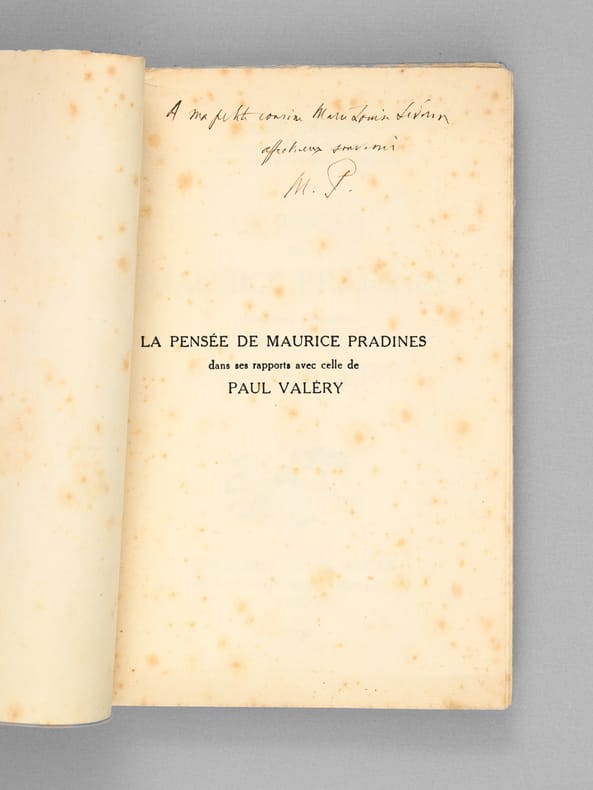 A ma petite cousine Marie Louise
affectueux souvenir
M. P.
LA PENSÉE DE MAURICE PRADINES
dans ses rapports avec celle de
PAUL VALÉRY